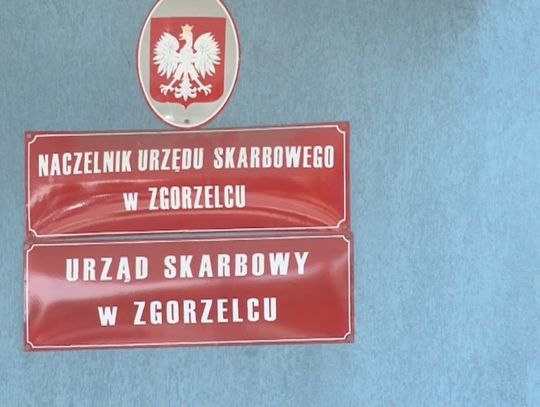 NACZELNIK URZĘDU SKARBOWEGO
W ZGORZELCU
URZĄD SKARBOWY
W ZGORZELCU